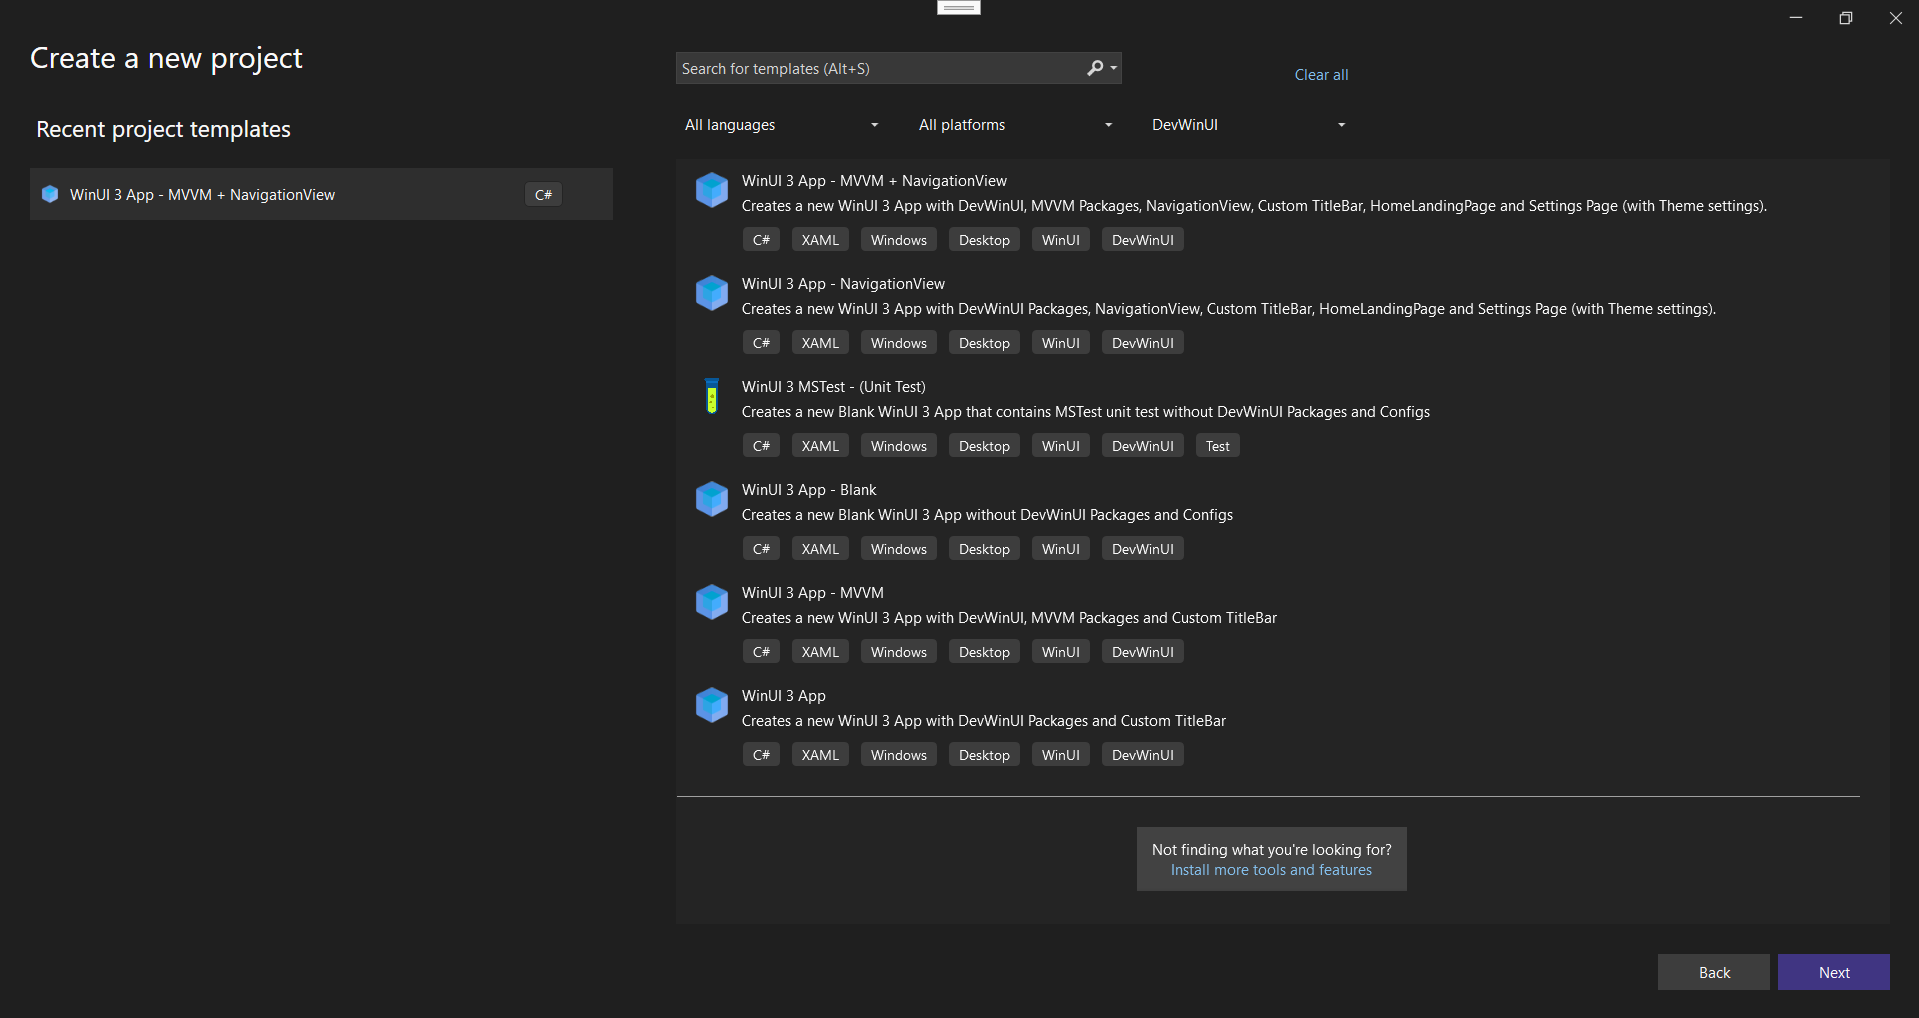 Create a new project
Search for templates (Alt+S)
Clear all
Recent project templates
All languages
All platforms
DevWinUI
WinUI 3 App - MVVM + NavigationView
C#
WinUI 3 App - MVVM + NavigationView
Creates a new WinUI 3 App with DevWinUI, MVVM Packages, NavigationView, Custom TitleBar, HomeLandingPage and Settings Page (with Theme settings).
C# XAML Windows Desktop WinUI DevWinUI
WinUI 3 App - NavigationView
Creates a new WinUI 3 App with DevWinUI Packages, NavigationView, Custom TitleBar, HomeLandingPage and Settings Page (with Theme settings).
C# XAML Windows Desktop WinUI DevWinUI
WinUI 3 MSTest - (Unit Test)
Creates a new Blank WinUI 3 App that contains MSTest unit test without DevWinUI Packages and Configs
C# XAML Windows Desktop WinUI DevWinUI Test
WinUI 3 App - Blank
Creates a new Blank WinUI 3 App without DevWinUI Packages and Configs
C# XAML Windows Desktop WinUI DevWinUI
WinUI 3 App - MVVM
Creates a new WinUI 3 App with DevWinUI, MVVM Packages and Custom TitleBar
C# XAML Windows Desktop WinUI DevWinUI
WinUI 3 App
Creates a new WinUI 3 App with DevWinUI Packages and Custom TitleBar
C# XAML Windows Desktop WinUI DevWinUI
Not finding what you're looking for?
Install more tools and features
Back
Next